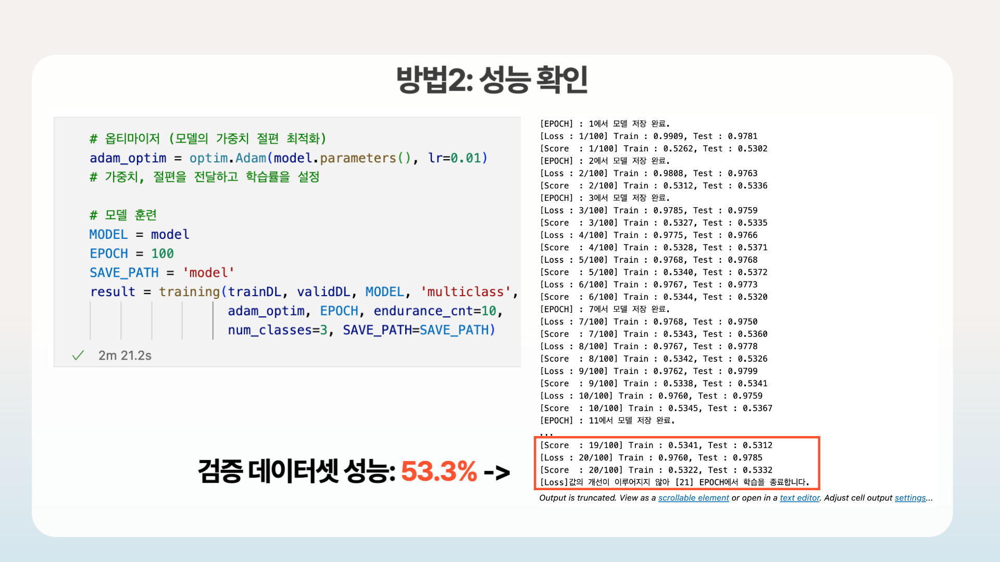 방법2: 성능 확인
# 옵티마이저 (모델의 가중치 절편 최적화)
adam_optim = optim.Adam(model.parameters(), lr=0.01)
# 가중치, 절편을 전달하고 학습률을 설정
# 모델 훈련
MODEL = model
EPOCH = 100
SAVE_PATH = 'model'
result = training(trainDL, validDL, MODEL, 'multiclass',
adam_optim, EPOCH, endurance_cnt=10,
num_classes=3, SAVE_PATH=SAVE_PATH)
2m 21.2s
검증 데이터셋 성능: 53.3% ->
[EPOCH] : 1에서 모델 저장 완료.
[Loss : 1/100] Train : 0.9909, Test : 0.9781
[Score  : 1/100] Train : 0.5262, Test : 0.5302
[EPOCH] : 2에서 모델 저장 완료.
[Loss : 2/100] Train : 0.9808, Test : 0.9763
[Score  : 2/100] Train : 0.5312, Test : 0.5336
[EPOCH] : 3에서 모델 저장 완료.
[Loss : 3/100] Train : 0.9785, Test : 0.9759
[Score  : 3/100] Train : 0.5327, Test : 0.5335
[Loss : 4/100] Train : 0.9775, Test : 0.9766
[Score  : 4/100] Train : 0.5328, Test : 0.5371
[Loss : 5/100] Train : 0.9768, Test : 0.9768
[Score  : 5/100] Train : 0.5340, Test : 0.5372
[Loss : 6/100] Train : 0.9767, Test : 0.9773
[Score  : 6/100] Train : 0.5344, Test : 0.5320
[EPOCH] : 7에서 모델 저장 완료.
[Loss : 7/100] Train : 0.9768, Test : 0.9750
[Score  : 7/100] Train : 0.5343, Test : 0.5360
[Loss : 8/100] Train : 0.9767, Test : 0.9778
[Score  : 8/100] Train : 0.5342, Test : 0.5326
[Loss : 9/100] Train : 0.9762, Test : 0.9799
[Score  : 9/100] Train : 0.5338, Test : 0.5341
[Loss : 10/100] Train : 0.9760, Test : 0.9759
[Score  : 10/100] Train : 0.5345, Test : 0.5367
[EPOCH] : 11에서 모델 저장 완료.
...
[Score  : 19/100] Train : 0.5341, Test : 0.5312
[Loss : 20/100] Train : 0.9760, Test : 0.9785
[Score  : 20/100] Train : 0.5322, Test : 0.5332
[Loss]값의 개선이 이루어지지 않아 [21] EPOCH에서 학습을 종료합니다.
Output is truncated. View as a scrollable element or open in a text editor. Adjust cell output settings...